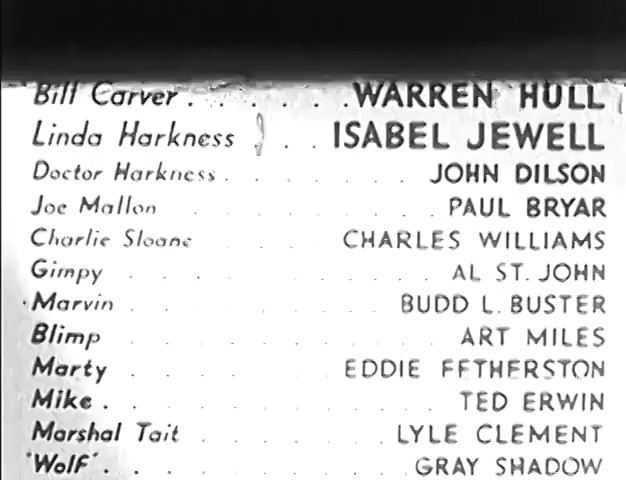 Bill Carver . . . . . . WARREN HULL
Linda Harkness . . ISABEL JEWELL
Doctor Harkness . . . . . . . JOHN DILSON
Joe Mallon . . . . . . . PAUL BRYAR
Charlie Sloane . . . . CHARLES WILLIAMS
Gimpy . . . . . . . . . AL ST. JOHN
Marvin . . . . . . . . BUDD L. BUSTER
Blimp . . . . . . . . . ART MILES
Marty . . . . . . EDDIE FETHERSTON
Mike . . . . . . . . . . TED ERWIN
Marshal Tait . . . . . . LYLE CLEMENT
'Wolf' . . . . . . . . . GRAY SHADOW